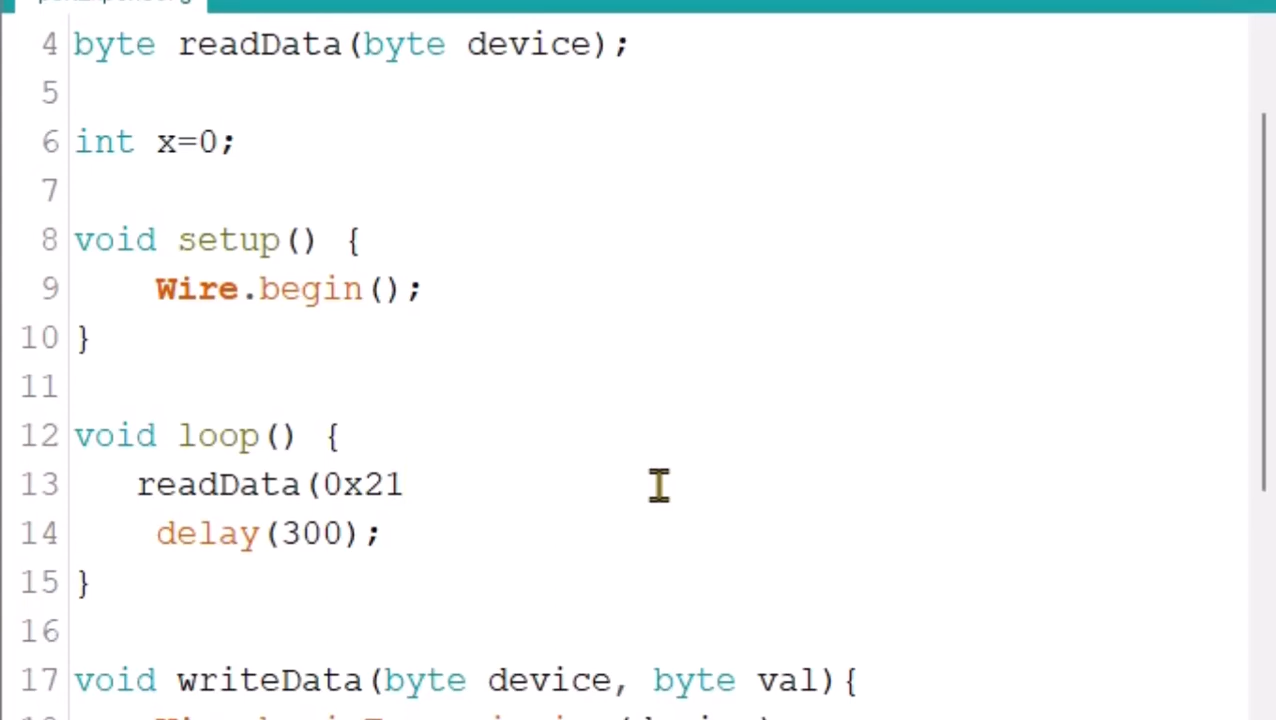 4 byte readData(byte device);
5
6 int x=0;
7
8 void setup() {
9 Wire.begin();
10 }
11
12 void loop() {
13 readData(0x21
14 delay(300);
15 }
16
17 void writeData(byte device, byte val){